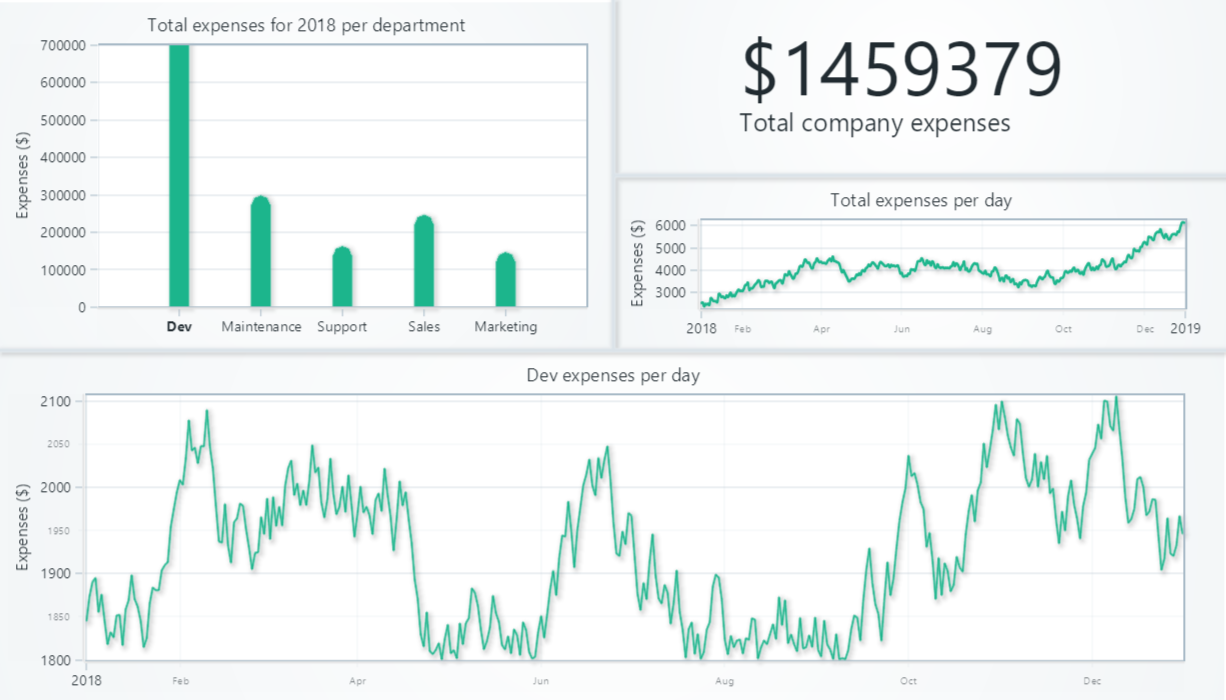 Total expenses for 2018 per department
Expenses ($)
700000
600000
500000
400000
300000
200000
100000
0
Dev Maintenance Support Sales Marketing
$1459379
Total company expenses
Total expenses per day
Expenses ($)
6000
5000
4000
3000
2018 Feb Apr Jun Aug Oct Dec 2019
Dev expenses per day
Expenses ($)
2100
2050
2000
1950
1900
1850
1800
2018 Feb Apr Jun Aug Oct Dec